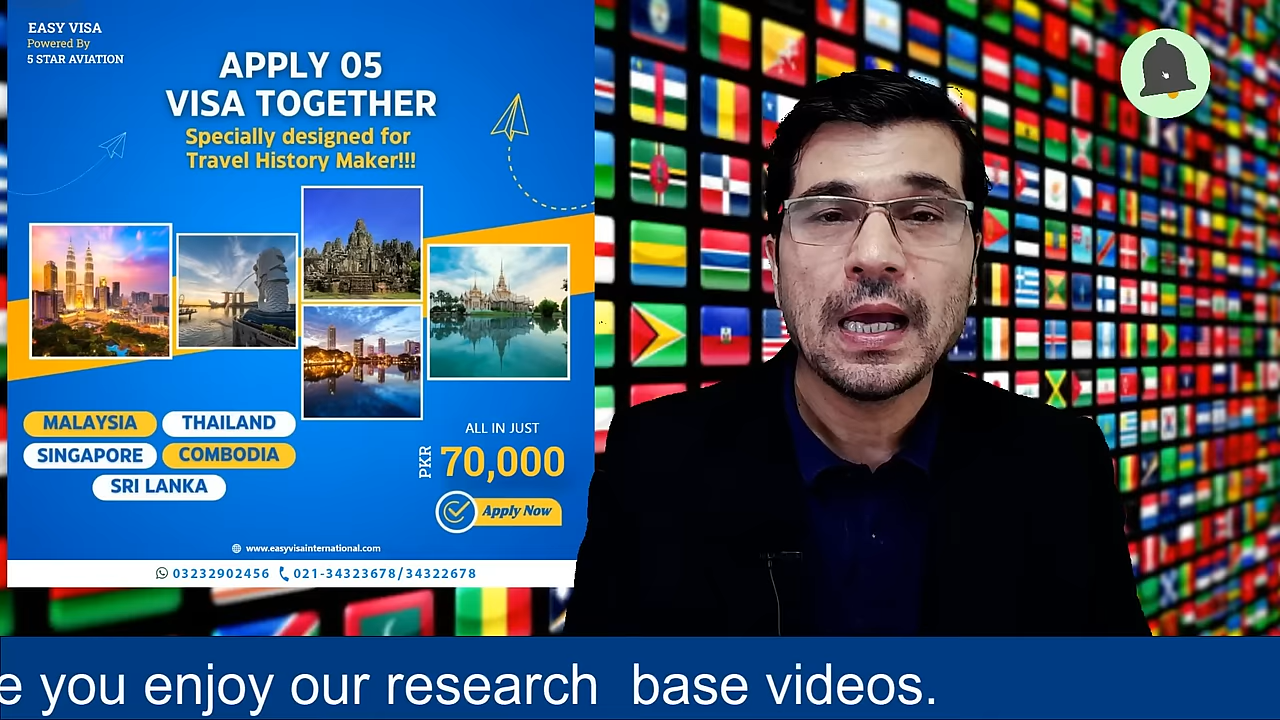 EASY VISA
Powered By
5 STAR AVIATION
APPLY 05
VISA TOGETHER
Specially designed for
Travel History Maker!!!
MALAYSIA
THAILAND
SINGAPORE
COMBODIA
SRI LANKA
ALL IN JUST
PKR 70,000
Apply Now
www.easyvisainternational.com
03232902456 021-34323678/34322678
e you enjoy our research base videos.